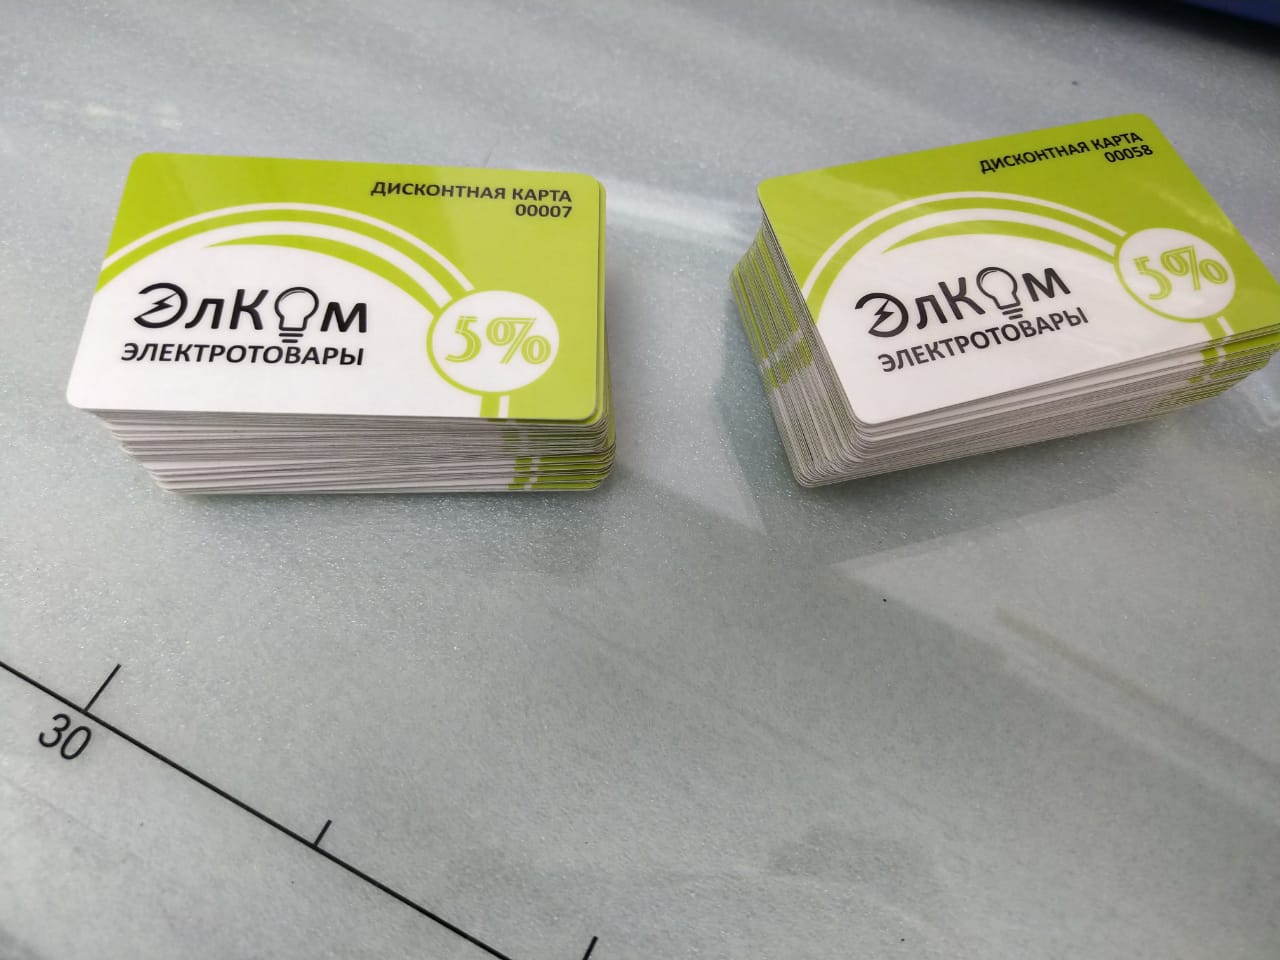 ДИСКОНТНАЯ КАРТА
00007
ЭлКОм
ЭЛЕКТРОТОВАРЫ
5%
ДИСКОНТНАЯ КАРТА
00058
ЭлКОм
ЭЛЕКТРОТОВАРЫ
5%
30